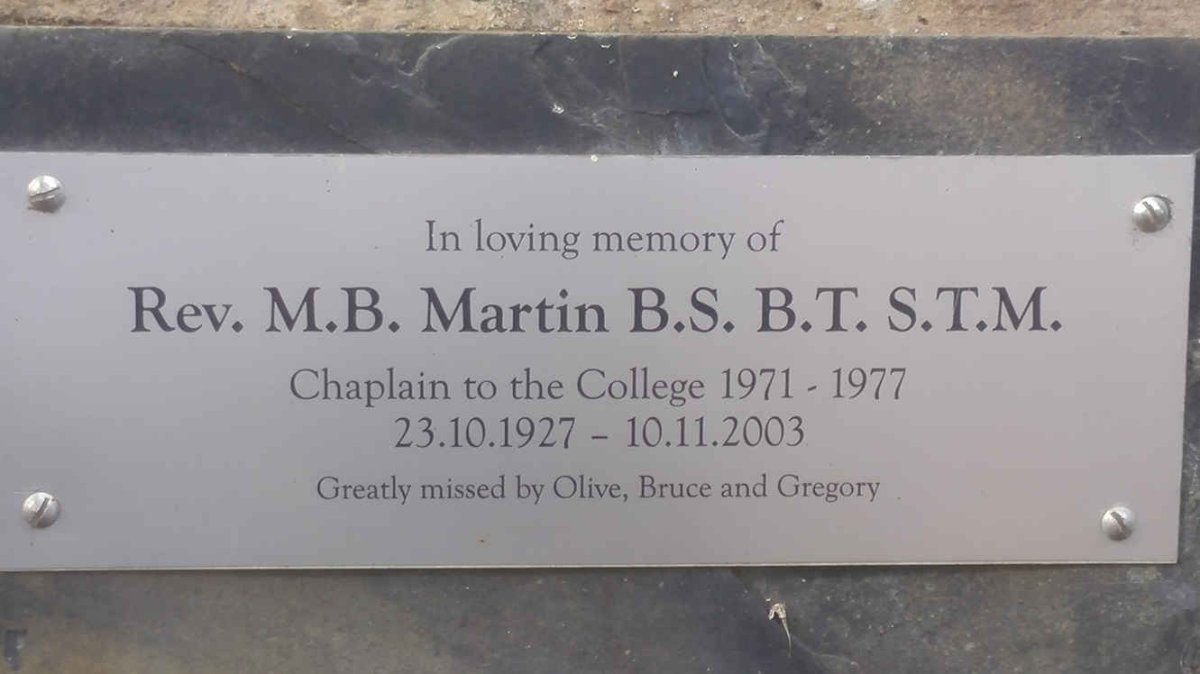 In loving memory of
Rev. M.B. Martin B.S. B.T. S.T.M.
Chaplain to the College 1971 - 1977
23.10.1927 – 10.11.2003
Greatly missed by Olive, Bruce and Gregory